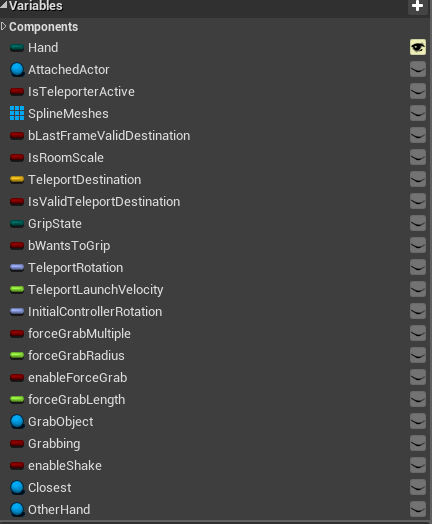 Variables
Components
Hand
AttachedActor
IsTeleporterActive
SplineMeshes
bLastFrameValidDestination
IsRoomScale
TeleportDestination
IsValidTeleportDestination
GripState
bWantsToGrip
TeleportRotation
TeleportLaunchVelocity
InitialControllerRotation
forceGrabMultiple
forceGrabRadius
enableForceGrab
forceGrabLength
GrabObject
Grabbing
enableShake
Closest
OtherHand